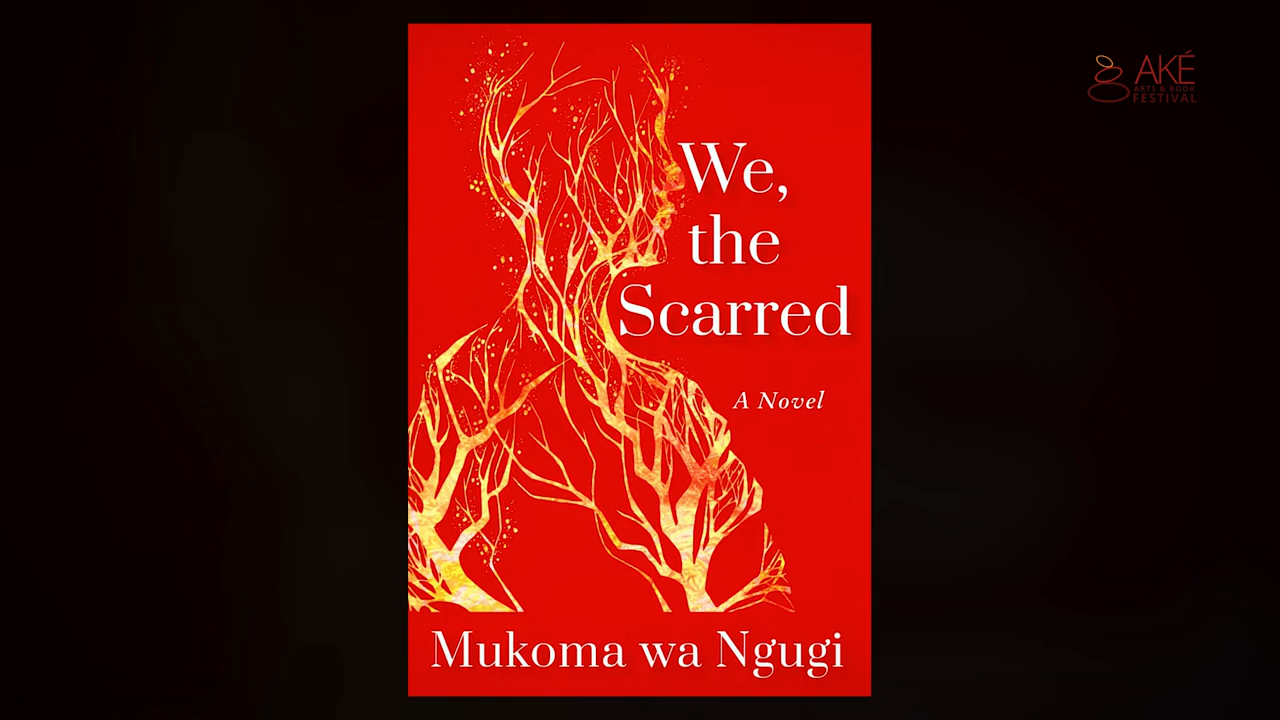 We,
the
Scarred
A Novel
Mukoma wa Ngugi
AKÉ
ARTS & BOOK
FESTIVAL